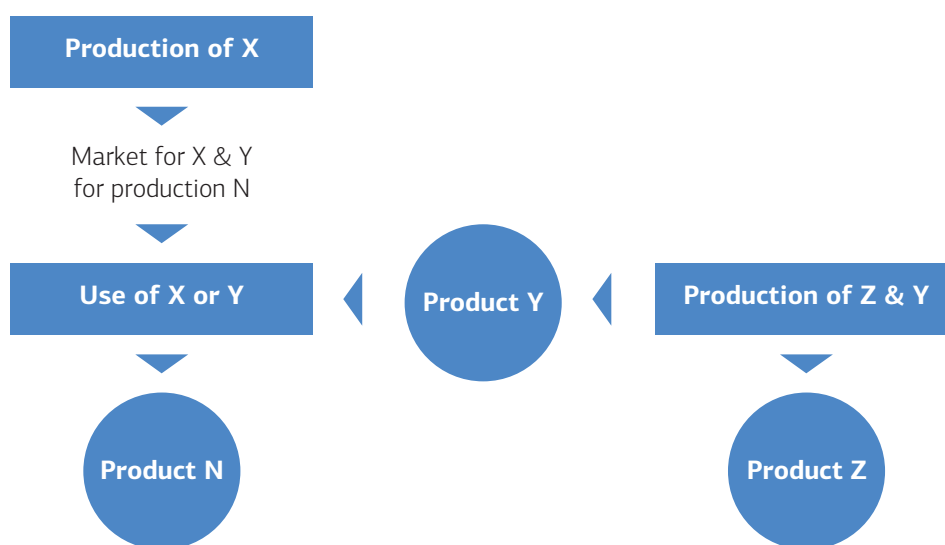 Production of X
Market for X & Y
for production N
Use of X or Y
Product Y
Production of Z & Y
Product N
Product Z